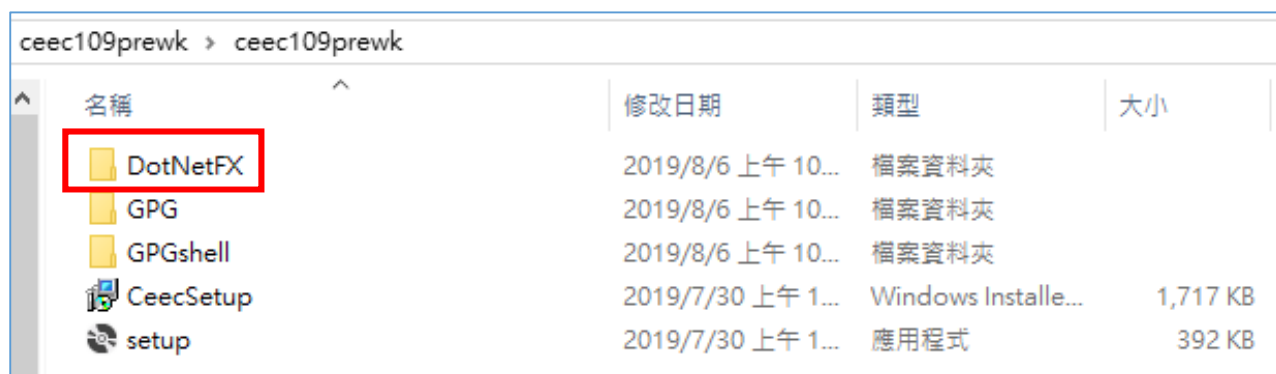 ceec109prewk > ceec109prewk
名稱 修改日期 類型 大小
DotNetFX 2019/8/6 上午 10... 檔案資料夾
GPG 2019/8/6 上午 10... 檔案資料夾
GPGshell 2019/8/6 上午 10... 檔案資料夾
CeecSetup 2019/7/30 上午 1... Windows Installe... 1,717 KB
setup 2019/7/30 上午 1... 應用程式 392 KB